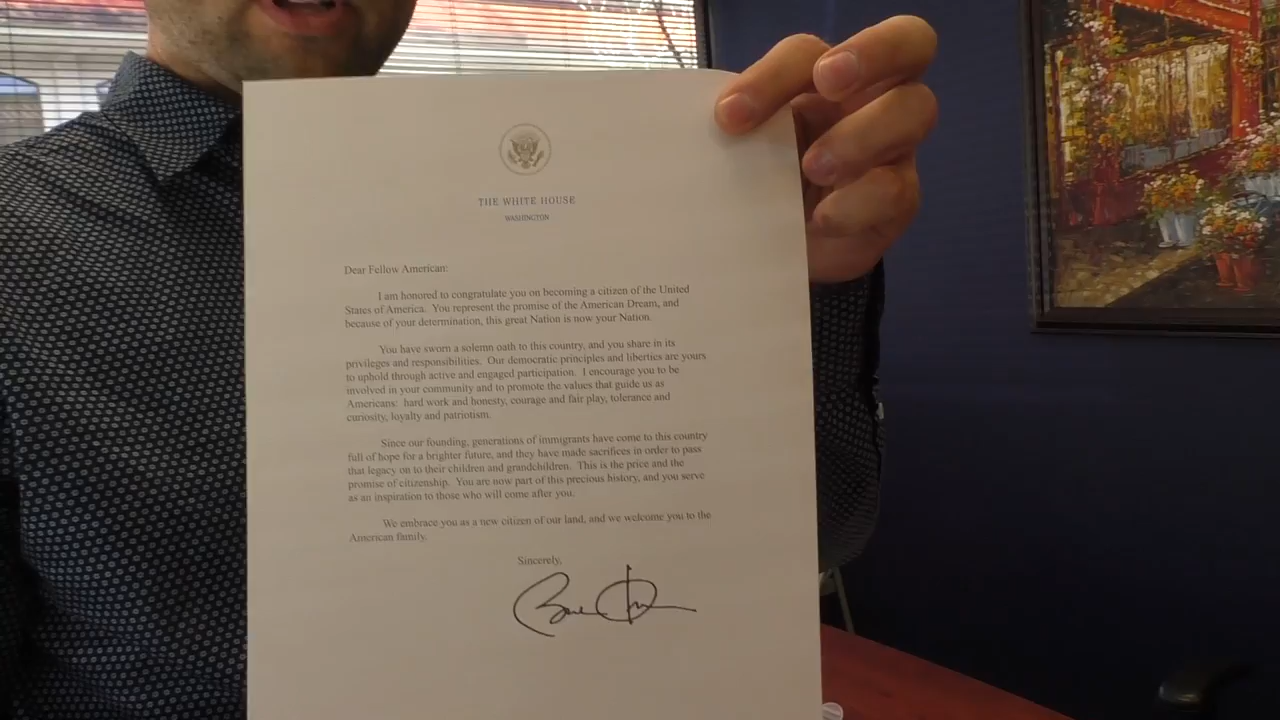 THE WHITE HOUSE
WASHINGTON
Dear Fellow American:
I am honored to congratulate you on becoming a citizen of the United
States of America. You represent the promise of the American Dream, and
because of your determination, this great Nation is now your Nation.
You have sworn a solemn oath to this country, and you share in its
privileges and responsibilities. Our democratic principles and liberties are yours
to uphold through active and engaged participation. I encourage you to be
involved in your community and to promote the values that guide us as
Americans: hard work and honesty, courage and fair play, tolerance and
curiosity, loyalty and patriotism.
Since our founding, generations of immigrants have come to this country
full of hope for a brighter future, and they have made sacrifices in order to pass
that legacy on to their children and grandchildren. This is the price and the
promise of citizenship. You are now part of this precious history, and you serve
as an inspiration to those who will come after you.
We embrace you as a new citizen of our land, and we welcome you to the
American family.
Sincerely,